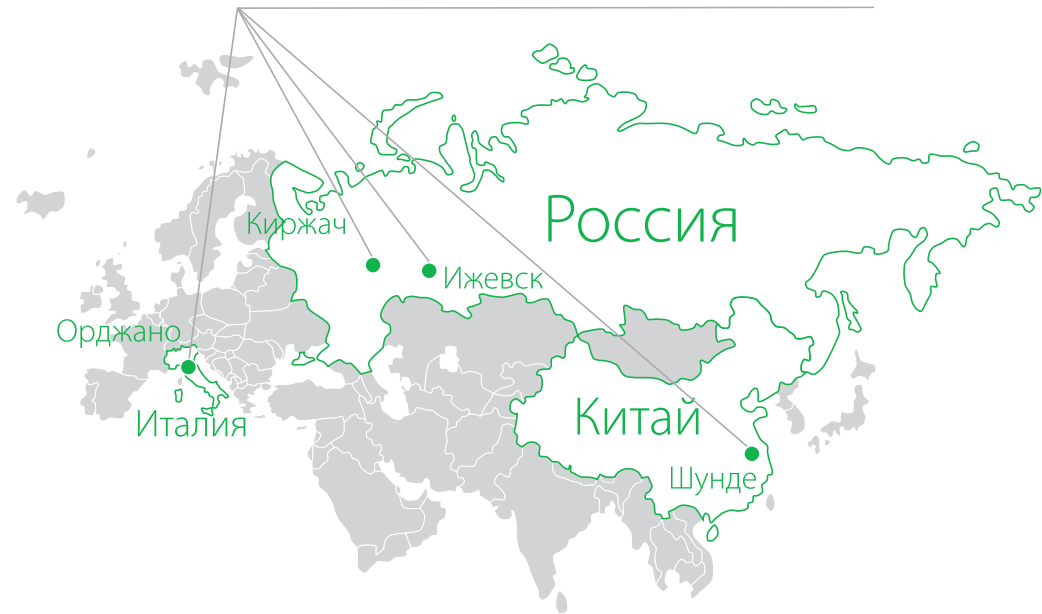 Россия
Киржач
Ижевск
Орджано
Италия
Китай
Шунде